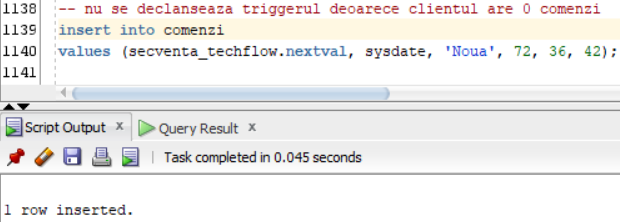 1138 -- nu se declanseaza triggerul deoarece clientul are 0 comenzi
1139 insert into comenzi
1140 values (secventa_techflow.nextval, sysdate, 'Noua', 72, 36, 42);
1141
Script Output x Query Result x
Task completed in 0.045 seconds
1 row inserted.